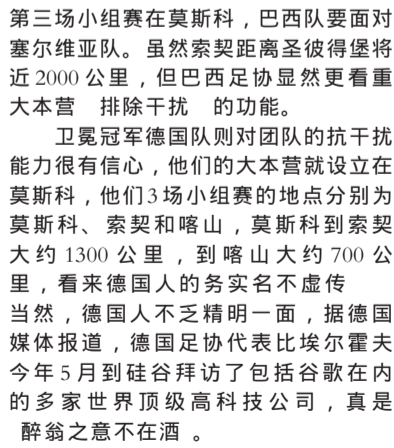 第三场小组赛在莫斯科，巴西队要面对
塞尔维亚队。虽然索契距离圣彼得堡将
近2000公里，但巴西足协显然更看重
大本营 排除干扰 的功能。
卫冕冠军德国队则对团队的抗干扰
能力很有信心，他们的大本营就设立在
莫斯科，他们3场小组赛的地点分别为
莫斯科、索契和喀山，莫斯科到索契
大约1300公里，到喀山大约700公
里，看来德国人的务实名不虚传
当然，德国人不乏精明一面，据德国
媒体报道，德国足协代表比埃尔霍夫
今年5月到硅谷拜访了包括谷歌在内
的多家世界顶级高科技公司，真是
醉翁之意不在酒 。